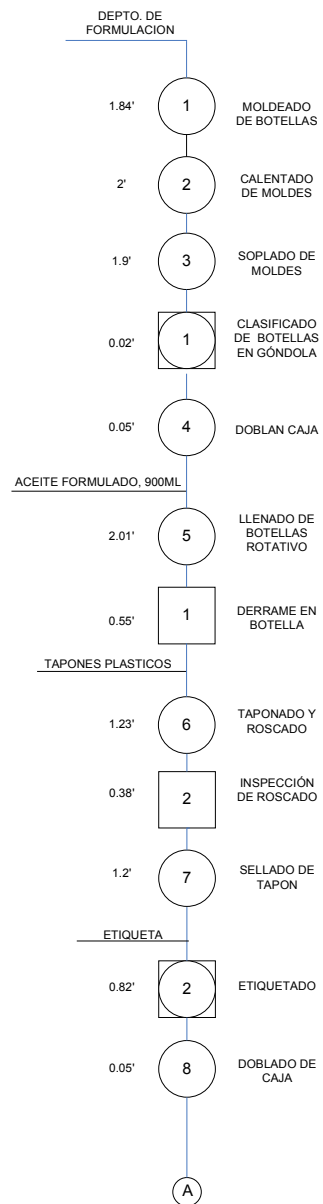 DEPTO. DE
FORMULACION
1.84'
1
MOLDEADO
DE BOTELLAS
2'
2
CALENTADO
DE MOLDES
1.9'
3
SOPLADO DE
MOLDES
0.02'
1
CLASIFICADO
DE BOTELLAS
EN GÓNDOLA
0.05'
4
DOBLAN CAJA
ACEITE FORMULADO, 900ML
2.01'
5
LLENADO DE
BOTELLAS
ROTATIVO
0.55'
1
DERRAME EN
BOTELLA
TAPONES PLASTICOS
1.23'
6
TAPONADO Y
ROSCADO
0.38'
2
INSPECCIÓN
DE ROSCADO
1.2'
7
SELLADO DE
TAPON
ETIQUETA
0.82'
2
ETIQUETADO
0.05'
8
DOBLADO DE
CAJA
A